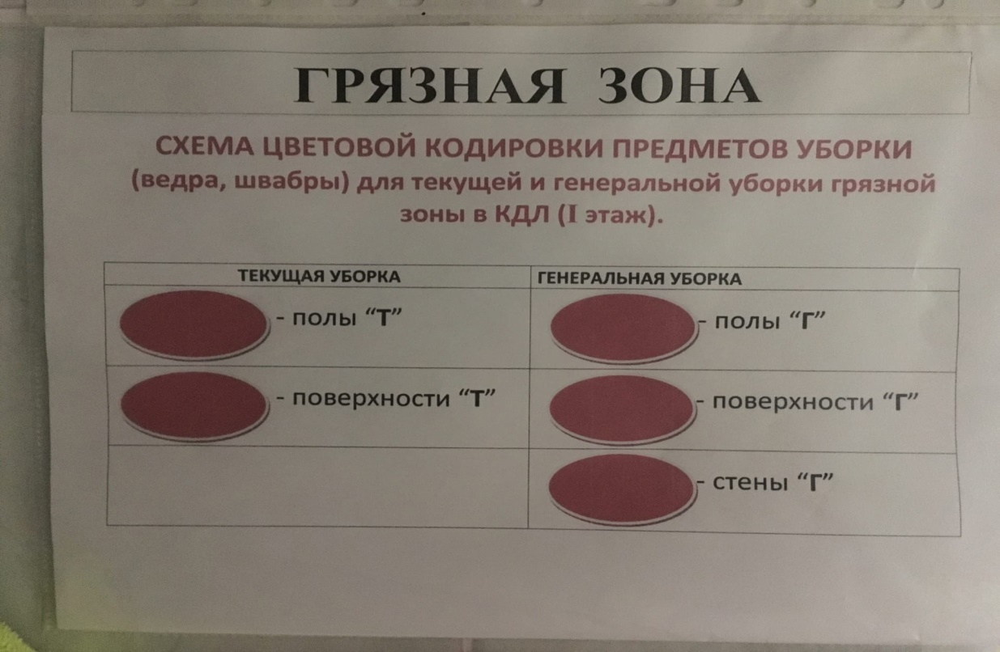 ГРЯЗНАЯ ЗОНА
СХЕМА ЦВЕТОВОЙ КОДИРОВКИ ПРЕДМЕТОВ УБОРКИ
(ведра, швабры) для текущей и генеральной уборки грязной
зоны в КДЛ (I этаж).
ТЕКУЩАЯ УБОРКА ГЕНЕРАЛЬНАЯ УБОРКА
- полы “Т” - полы “Г”
- поверхности “Т” - поверхности “Г”
- стены “Г”